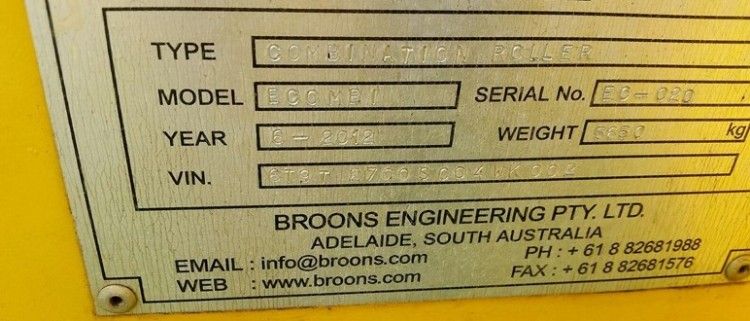 TYPE COMBINATION ROLLER
MODEL ECOMBI SERIAL No. EC-020
YEAR 6-2012 WEIGHT 5650 kg
VIN.
BROONS ENGINEERING PTY. LTD.
ADELAIDE, SOUTH AUSTRALIA
EMAIL : info@broons.com PH : + 61 8 82681988
WEB : www.broons.com FAX : + 61 8 82681576